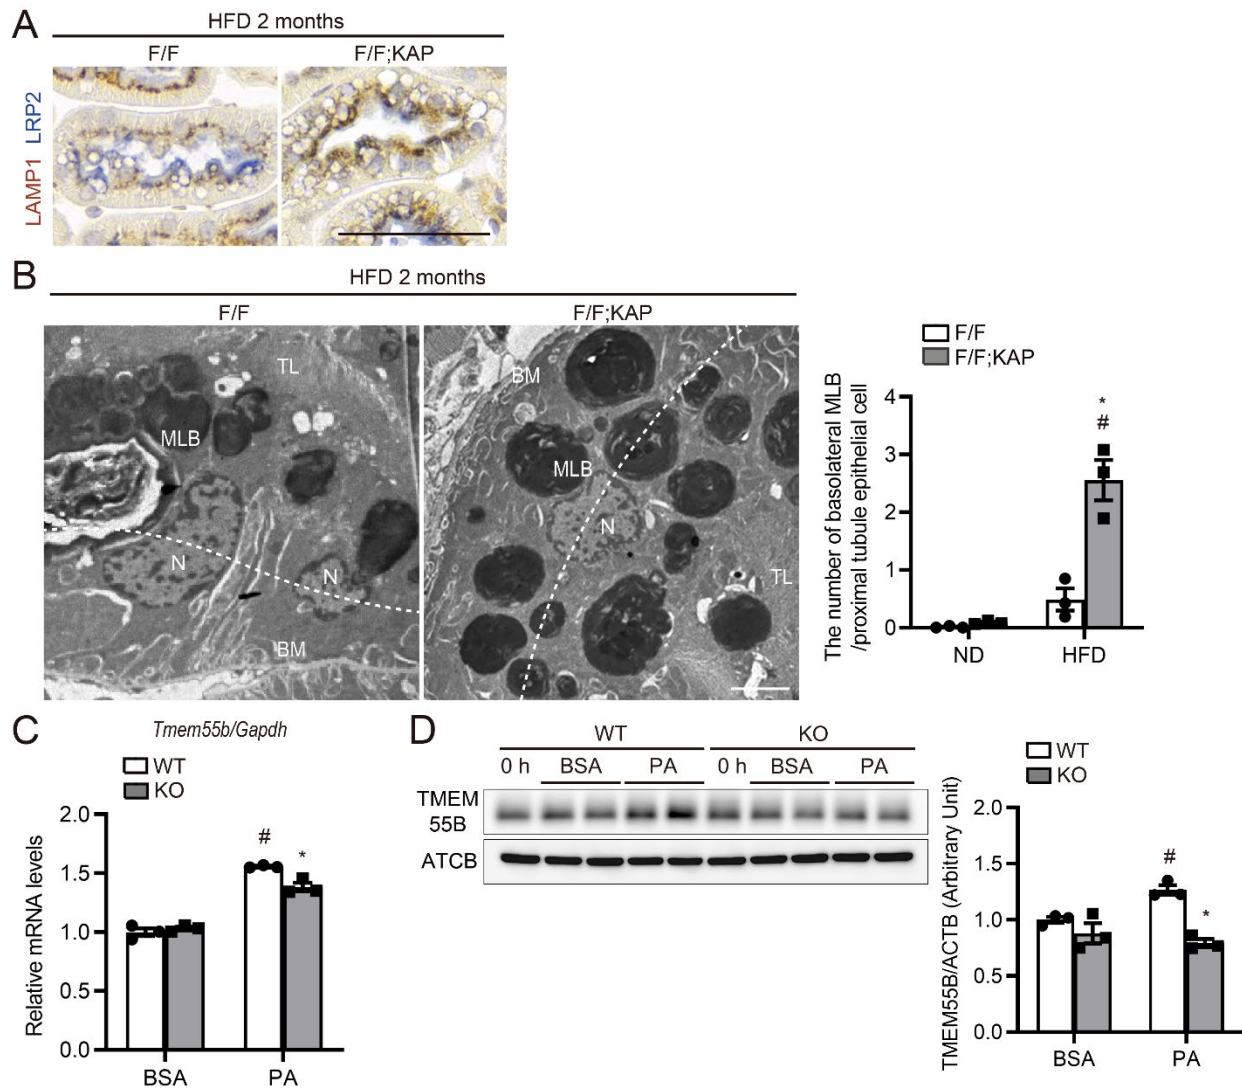 A
HFD 2 months
F/F
F/F;KAP
LAMP1 LRP2
B
HFD 2 months
F/F
F/F;KAP
TL
MLB
N
N
BM
BM
MLB
N
TL
F/F
F/F;KAP
The number of basolateral MLB
/proximal tubule epithelial cell
4
3
2
1
0
*
#
ND
HFD
C
Tmem55b/Gapdh
WT
KO
Relative mRNA levels
2.0
1.5
1.0
0.5
0.0
#
*
BSA
PA
D
WT
KO
0 h
BSA
PA
0 h
BSA
PA
TMEM
55B
ATCB
WT
KO
TMEM55B/ACTB (Arbitrary Unit)
2.0
1.5
1.0
0.5
0.0
#
*
BSA
PA